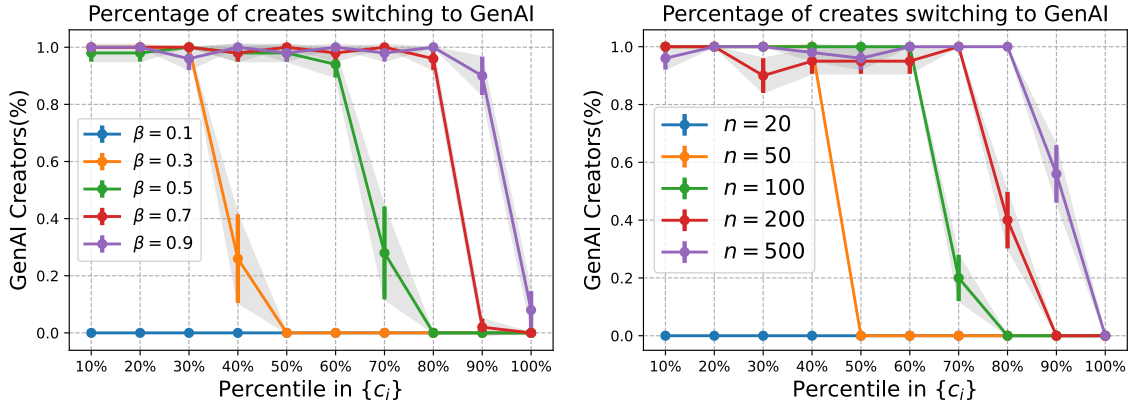 Percentage of creates switching to GenAI
GenAI Creators(%)
1.0
0.8
0.6
0.4
0.2
0.0
β = 0.1
β = 0.3
β = 0.5
β = 0.7
β = 0.9
10% 20% 30% 40% 50% 60% 70% 80% 90% 100%
Percentile in {cᵢ}
Percentage of creates switching to GenAI
GenAI Creators(%)
1.0
0.8
0.6
0.4
0.2
0.0
n = 20
n = 50
n = 100
n = 200
n = 500
10% 20% 30% 40% 50% 60% 70% 80% 90% 100%
Percentile in {cᵢ}